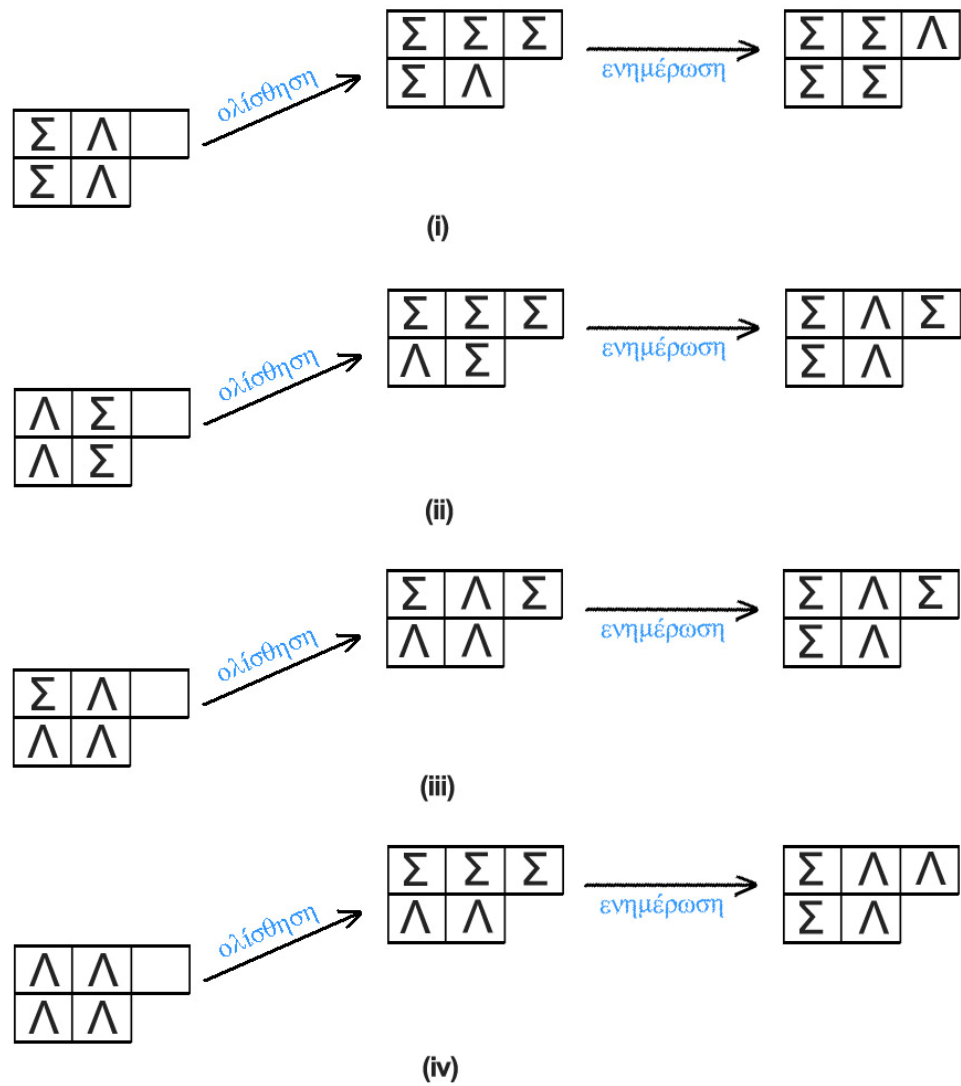 Σ Σ Σ
Σ Λ
ολίσθηση
ενημέρωση
Σ Σ Λ
Σ Σ
Σ Λ
Σ Λ
(i)
Σ Σ Σ
Λ Σ
ολίσθηση
ενημέρωση
Σ Λ Σ
Σ Λ
Λ Σ
Λ Σ
(ii)
Σ Λ Σ
Λ Λ
ολίσθηση
ενημέρωση
Σ Λ Σ
Σ Λ
Σ Λ
Λ Λ
(iii)
Σ Σ Σ
Λ Λ
ολίσθηση
ενημέρωση
Σ Λ Λ
Σ Λ
Λ Λ
Λ Λ
(iv)